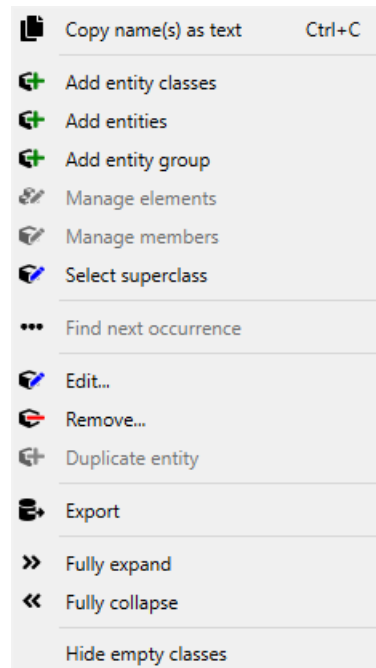 Copy name(s) as text Ctrl+C
Add entity classes
Add entities
Add entity group
Manage elements
Manage members
Select superclass
Find next occurrence
Edit...
Remove...
Duplicate entity
Export
Fully expand
Fully collapse
Hide empty classes